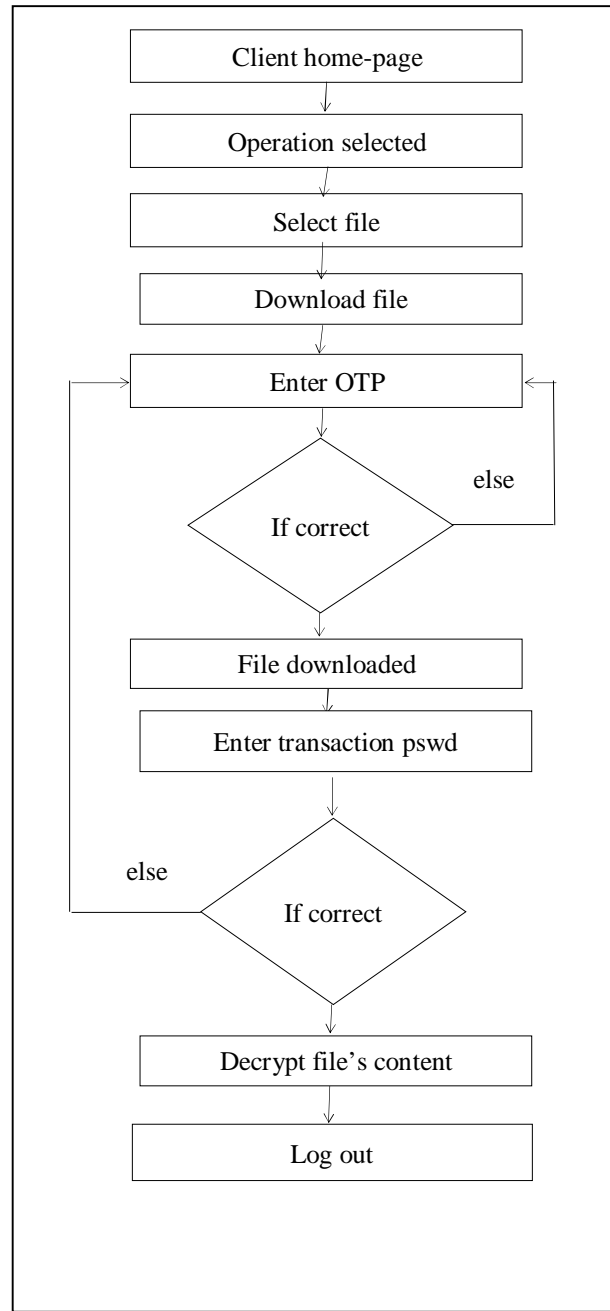 Client home-page
Operation selected
Select file
Download file
Enter OTP
else
If correct
File downloaded
Enter transaction pswd
else
If correct
Decrypt file’s content
Log out